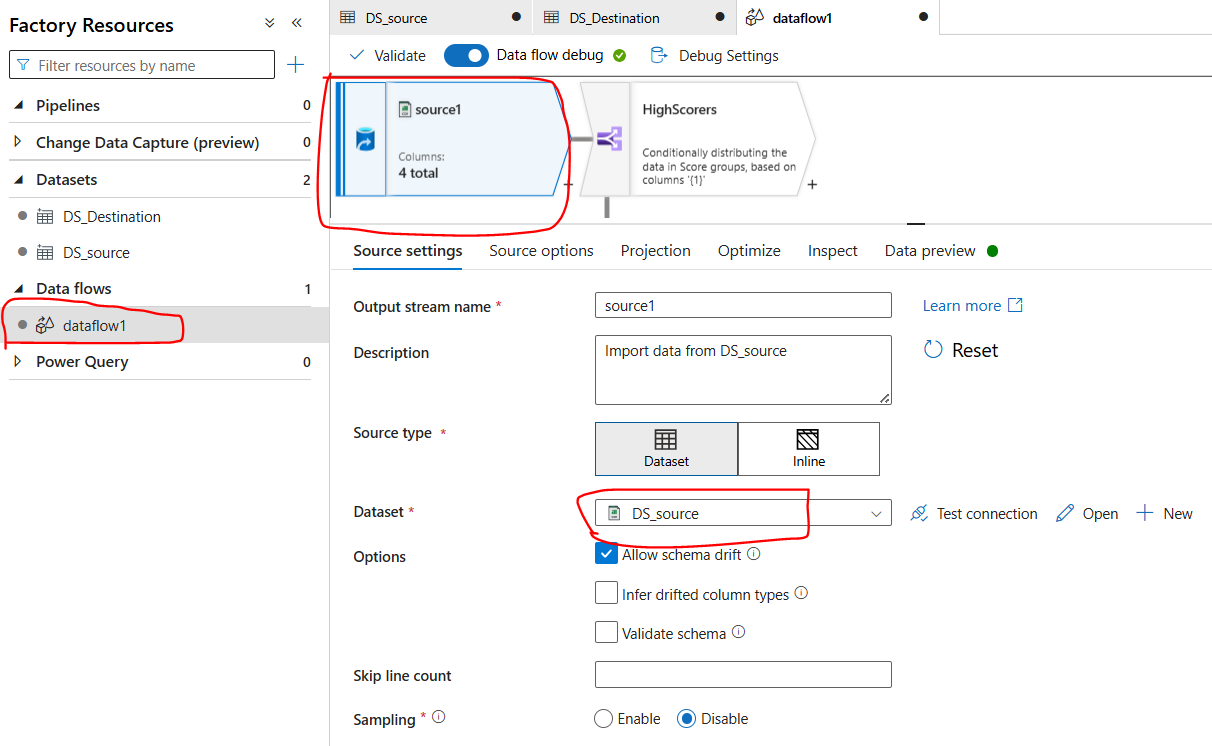 Factory Resources
Filter resources by name
Pipelines 0
Change Data Capture (preview) 0
Datasets 2
DS_Destination
DS_source
Data flows 1
dataflow1
Power Query 0
DS_source
DS_Destination
dataflow1
Validate
Data flow debug
Debug Settings
source1
Columns:
4 total
+
HighScorers
Conditionally distributing the
data in Score groups, based on
columns '{1}'
+
Source settings
Source options
Projection
Optimize
Inspect
Data preview
Output stream name *
source1
Learn more
Description
Import data from DS_source
Reset
Source type *
Dataset
Inline
Dataset *
DS_source
Test connection
Open
New
Options
Allow schema drift
Infer drifted column types
Validate schema
Skip line count
Sampling *
Enable
Disable